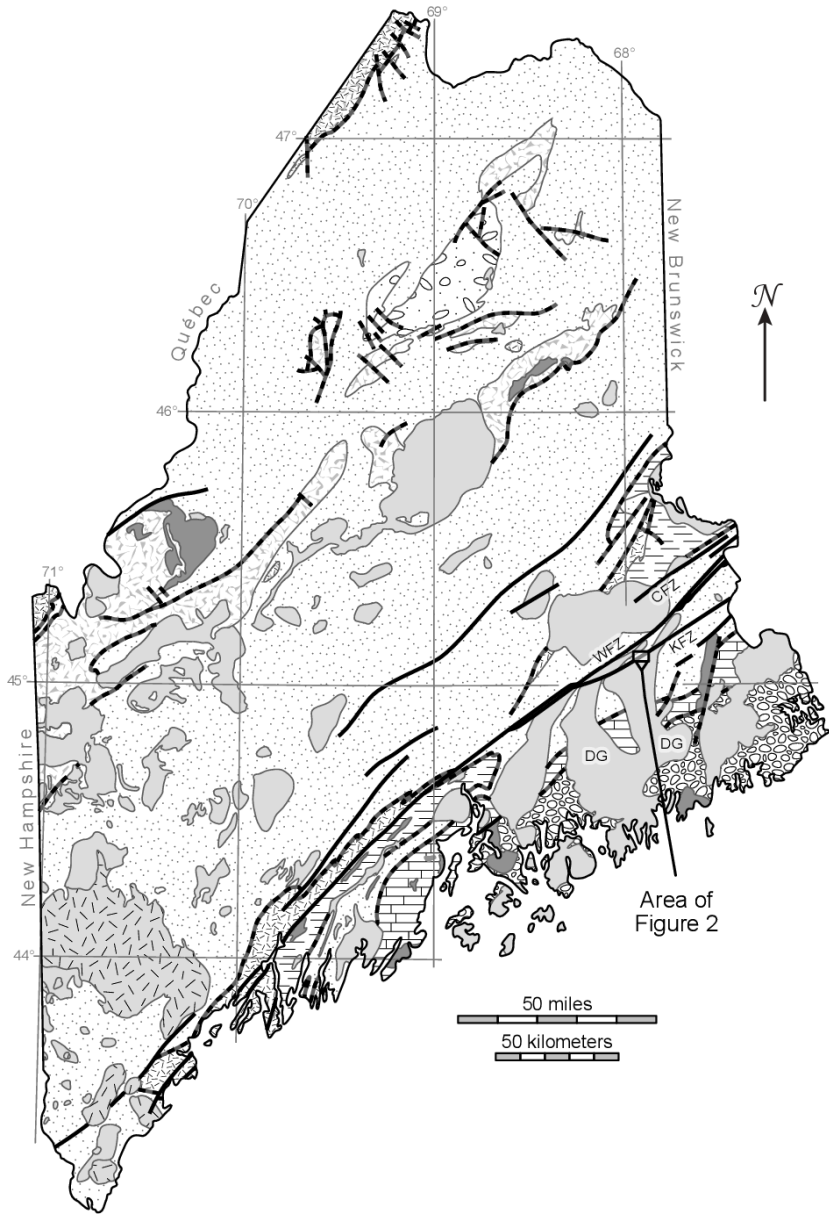 69°
68°
47°
70°
New Brunswick
Québec
N
46°
71°
CFZ
WFZ
KFZ
45°
New Hampshire
DG
DG
Area of
Figure 2
44°
50 miles
50 kilometers